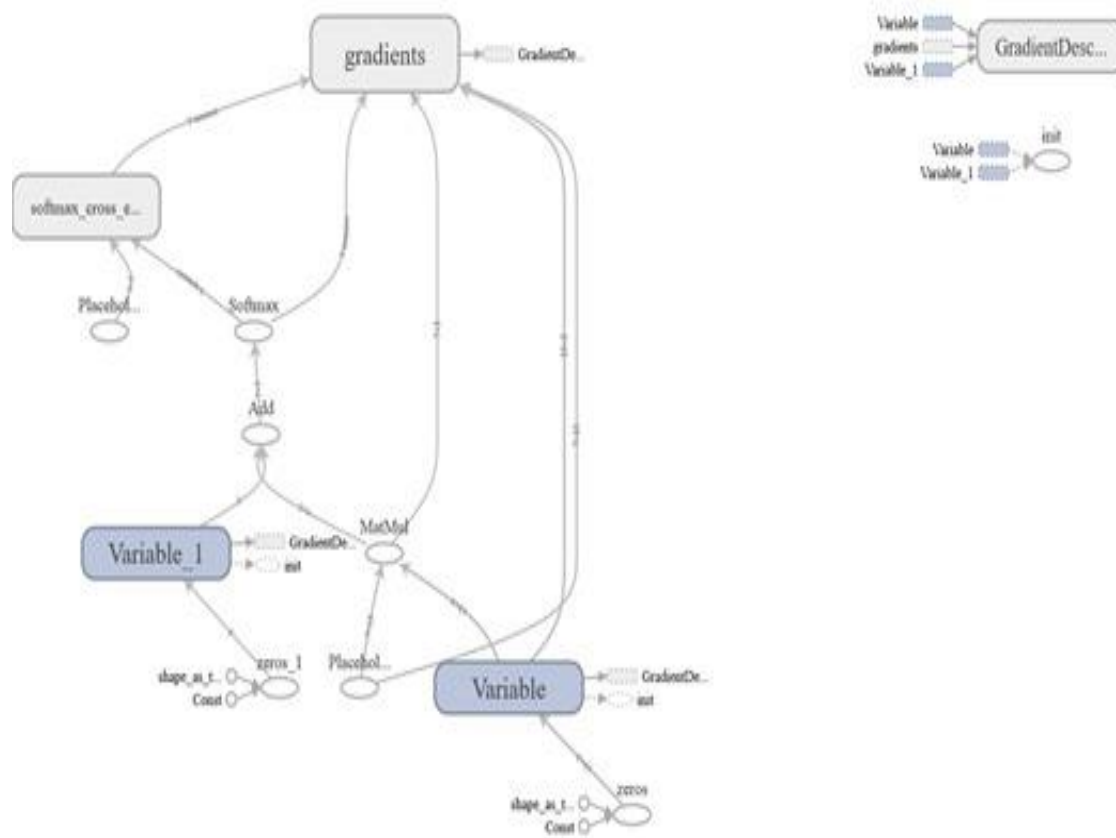 gradients
GradientDe...
Variable
gradients
Variable_1
GradientDesc...
init
Variable
Variable_1
softmax_cross_e...
Placehol...
Softmax
Add
MatMul
Variable_1
GradientDe...
init
zeros_1
shape_as_t...
Const
Placehol...
Variable
GradientDe...
init
zeros
shape_as_t...
Const